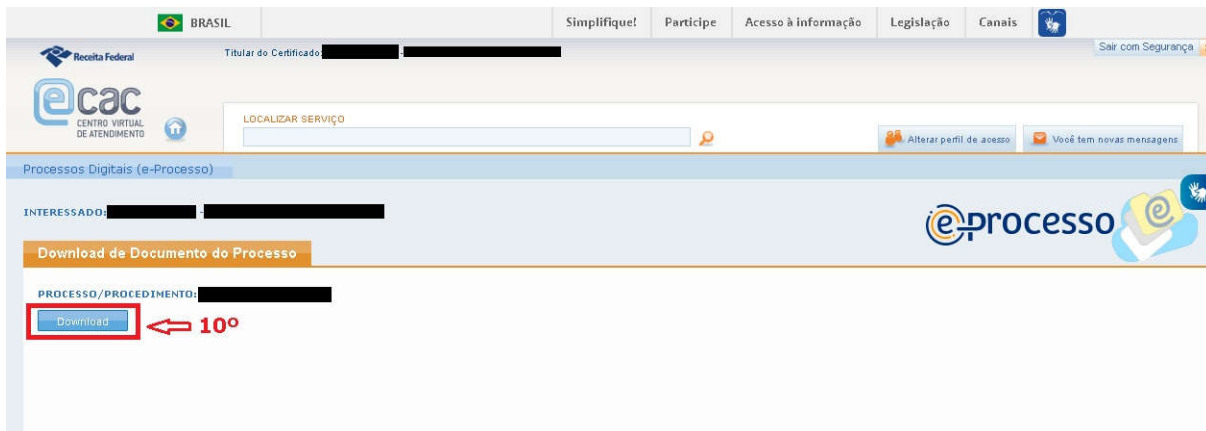 BRASIL Simplifique! Participe Acesso à informação Legislação Canais
Receita Federal Titular do Certificado: - Sair com Segurança
e cac
CENTRO VIRTUAL
DE ATENDIMENTO
LOCALIZAR SERVIÇO
Alterar perfil de acesso Você tem novas mensagens
Processos Digitais (e-Processo)
INTERESSADO: -
e-processo
Download de Documento do Processo
PROCESSO/PROCEDIMENTO:
Download 10º